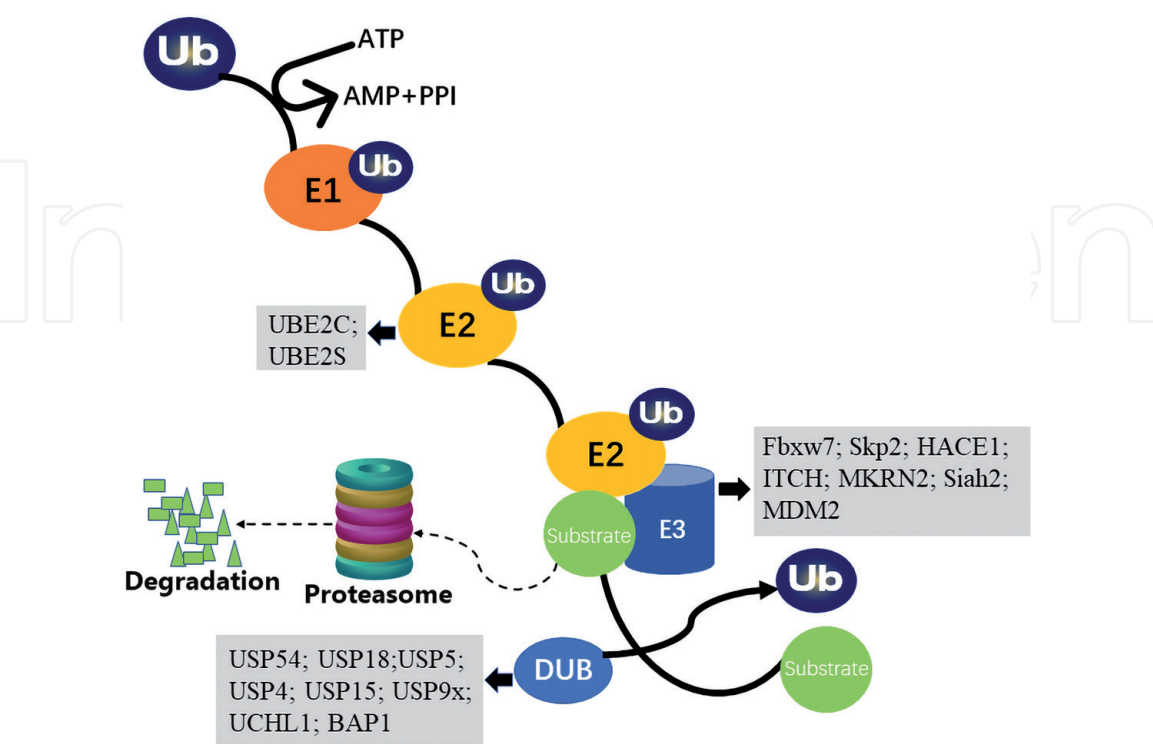 Ub
ATP
AMP+PPI
Ub
E1
Ub
E2
UBE2C;
UBE2S
Ub
E2
Fbxw7; Skp2; HACE1;
ITCH; MKRN2; Siah2;
MDM2
Substrate
E3
Degradation
Proteasome
Ub
USP54; USP18;USP5;
USP4; USP15; USP9x;
UCHL1; BAP1
DUB
Substrate